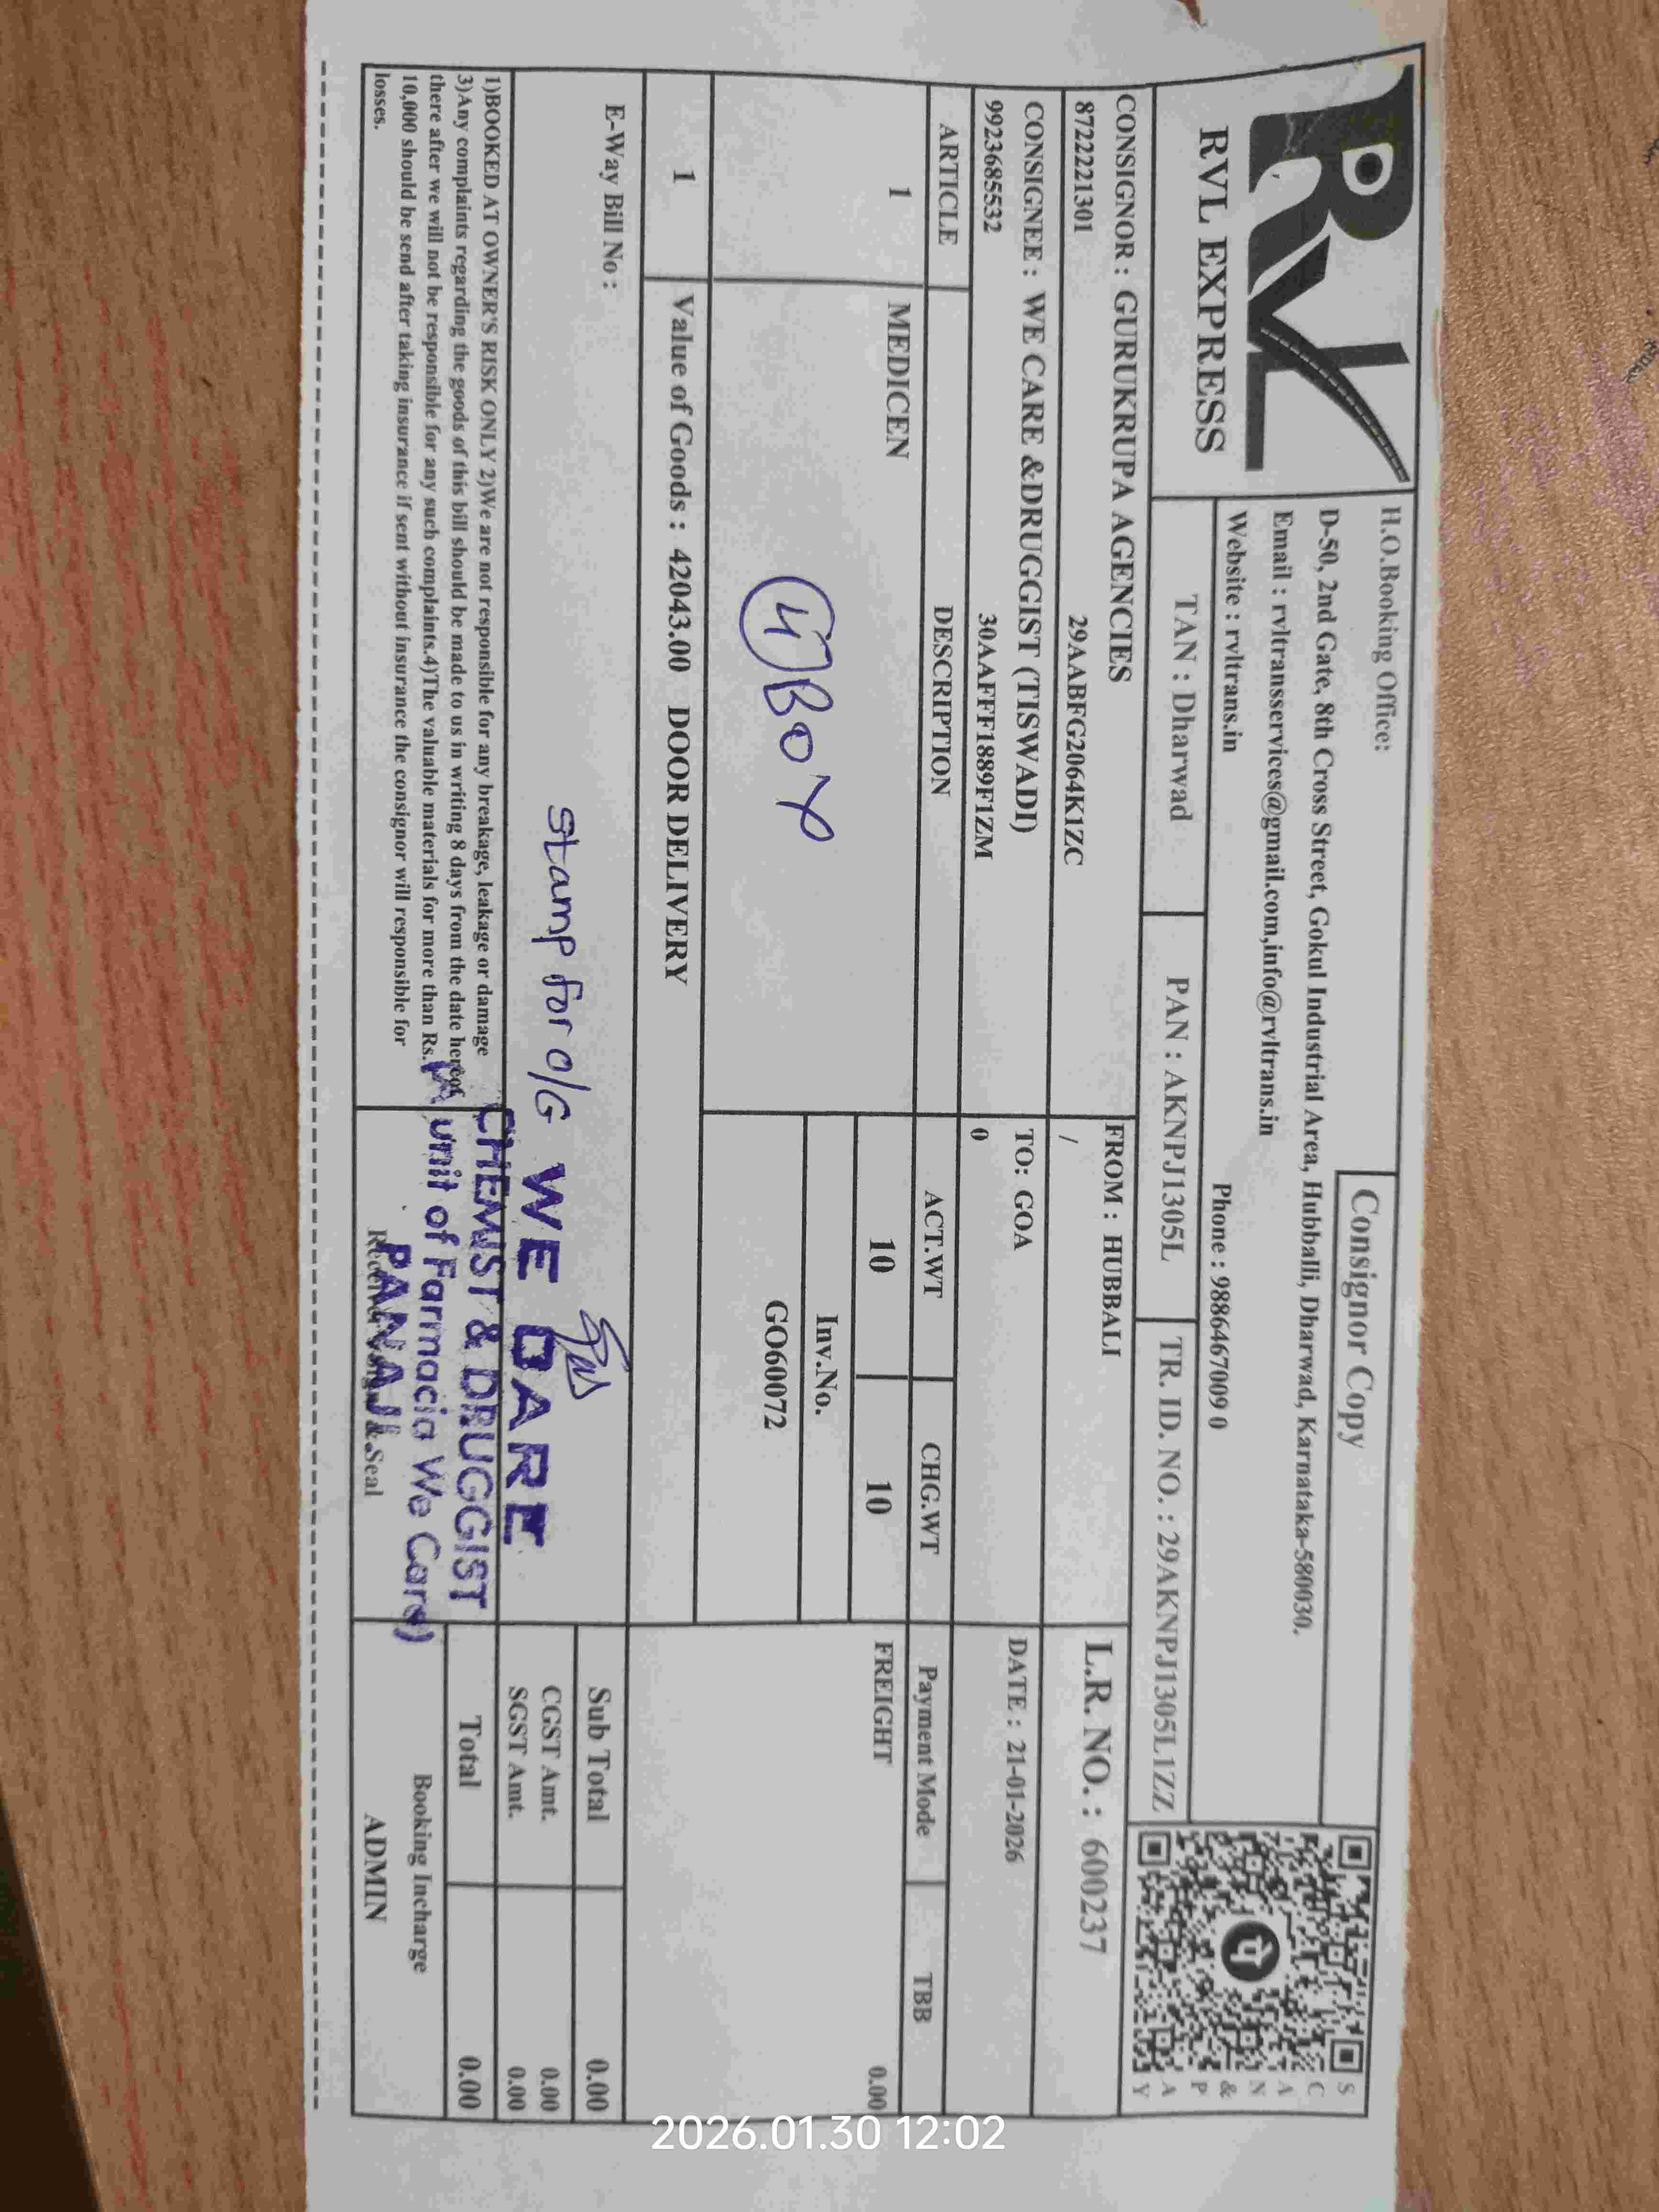 RVL
RVL EXPRESS
H.O.Booking Office:
Consignor Copy
D-50, 2nd Gate, 8th Cross Street, Gokul Industrial Area, Hubballi, Dharwad, Karnataka-580030.
Email : rvltransservices@gmail.com,info@rvltrans.in
Website : rvltrans.in Phone : 9886467009 0
SCAN & PAY
TAN : Dharwad PAN : AKNPJ1305L TR. ID. NO. : 29AKNPJ1305L1ZZ
CONSIGNOR : GURUKRUPA AGENCIES FROM : HUBBALI L.R. NO. : 600237
8722221301 29AABFG2064K1ZC /
CONSIGNEE : WE CARE &DRUGGIST (TISWADI) TO: GOA DATE : 21-01-2026
9923685532 30AAFFF1889F1ZM 0
ARTICLE DESCRIPTION ACT.WT CHG.WT Payment Mode TBB
1 MEDICEN 10 10 FREIGHT 0.00
Inv.No.
4 BOX GO60072
1 Value of Goods : 42043.00 DOOR DELIVERY
E-Way Bill No :
Sub Total 0.00
CGST Amt. 0.00
SGST Amt. 0.00
Total 0.00
stamp for O/G
WE DARE
CHEMIST & DRUGGIST
(A unit of Farmacia We Care)
PANAJI
1)BOOKED AT OWNER'S RISK ONLY 2)We are not responsible for any breakage, leakage or damage
3)Any complaints regarding the goods of this bill should be made to us in writing 8 days from the date hereof
there after we will not be responsible for any such complaints.4)The valuable materials for more than Rs.
10,000 should be send after taking insurance if sent without insurance the consignor will responsible for
losses.
&Seal
Booking Incharge
ADMIN
2026.01.30 12:02